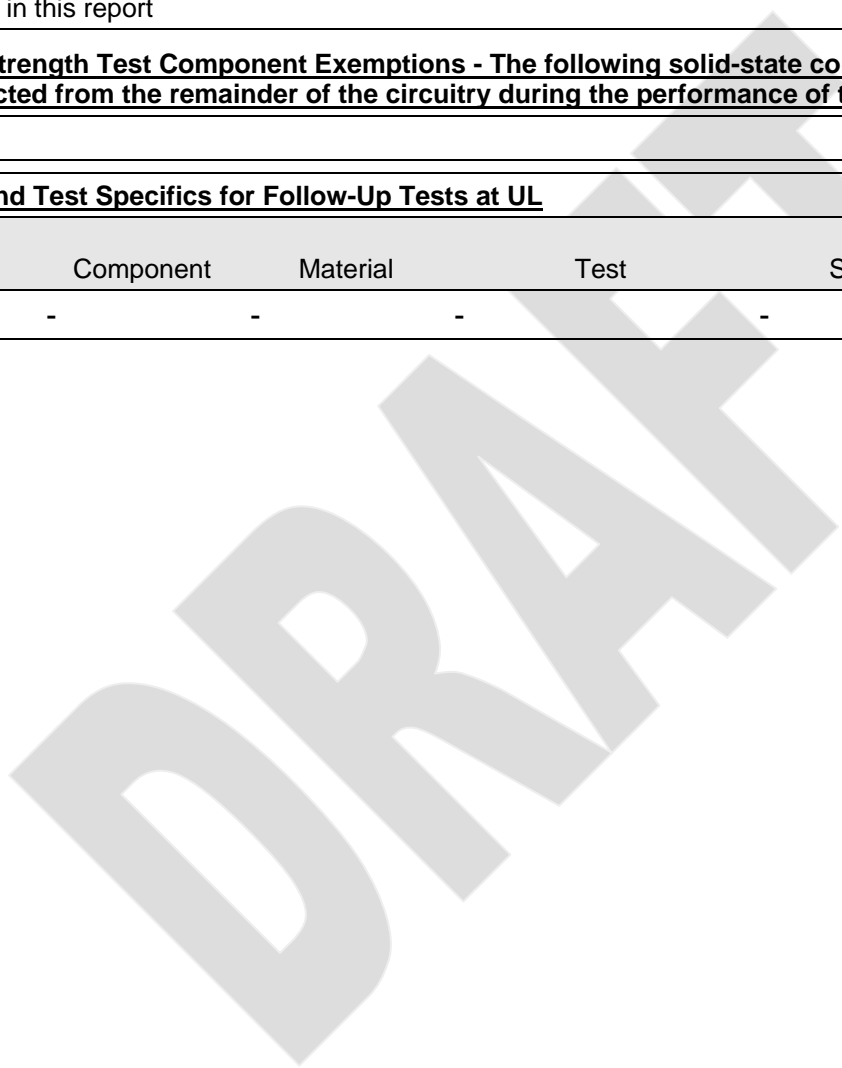 in this report
trength Test Component Exemptions - The following solid-state co
cted from the remainder of the circuitry during the performance of t
nd Test Specifics for Follow-Up Tests at UL
Component Material Test S
- - - -
DRAFT